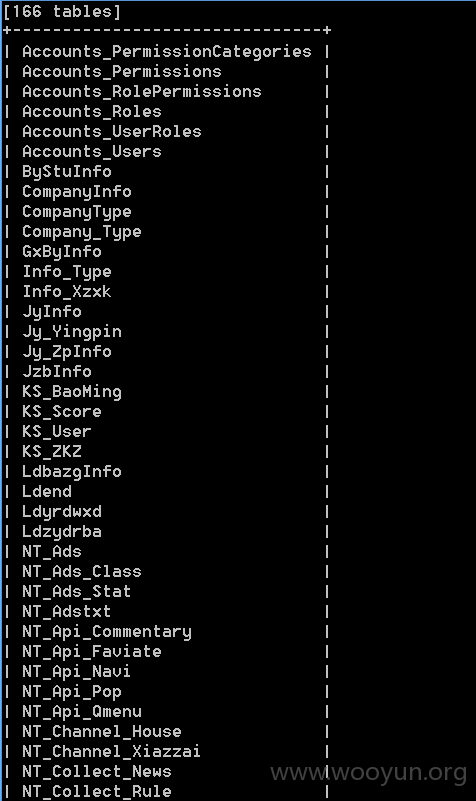 [166 tables]
+------------------------------+
| Accounts_PermissionCategories |
| Accounts_Permissions |
| Accounts_RolePermissions |
| Accounts_Roles |
| Accounts_UserRoles |
| Accounts_Users |
| ByStuInfo |
| CompanyInfo |
| CompanyType |
| Company_Type |
| GxByInfo |
| Info_Type |
| Info_Xzxk |
| JyInfo |
| Jy_Yingpin |
| Jy_ZpInfo |
| JzbInfo |
| KS_BaoMing |
| KS_Score |
| KS_User |
| KS_ZKZ |
| LdbazgInfo |
| Ldend |
| Ldyrdwxd |
| Ldzydrba |
| NT_Ads |
| NT_Ads_Class |
| NT_Ads_Stat |
| NT_Adstxt |
| NT_Api_Commentary |
| NT_Api_Faviate |
| NT_Api_Navi |
| NT_Api_Pop |
| NT_Api_Qmenu |
| NT_Channel_House |
| NT_Channel_Xiazzai |
| NT_Collect_News |
| NT_Collect_Rule |
www.wooyun.org